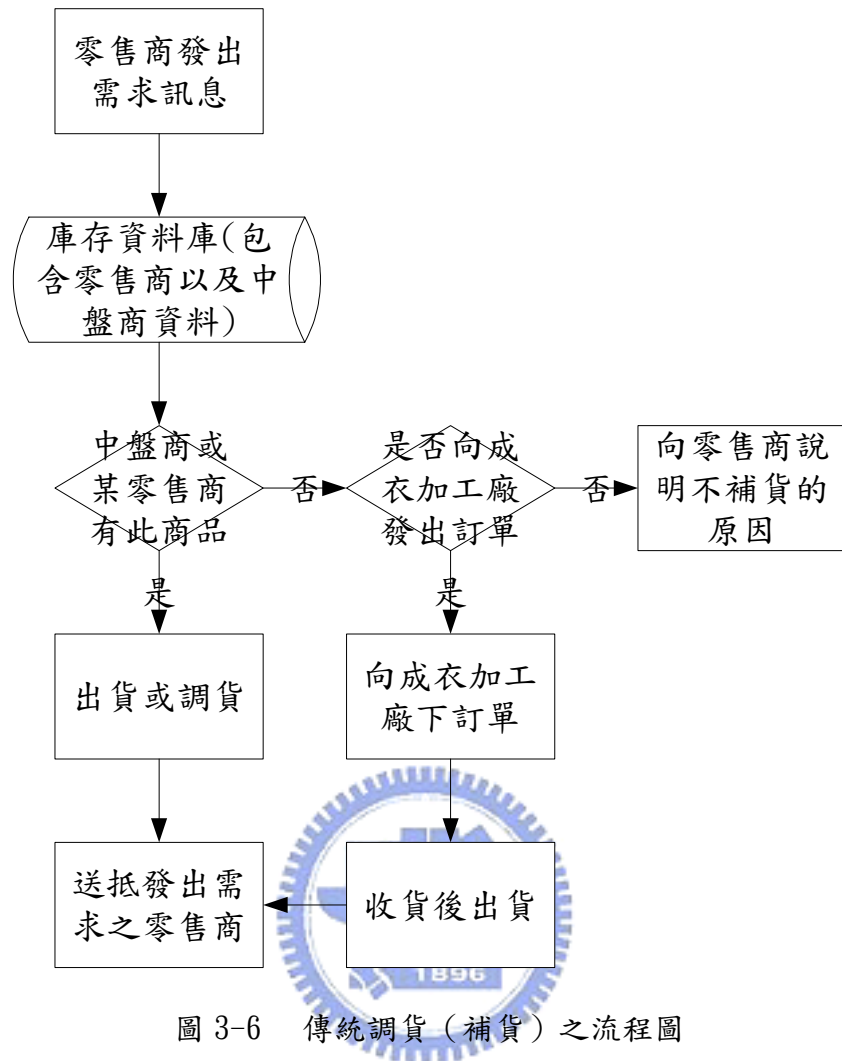 零售商發出
需求訊息
庫存資料庫(包
含零售商以及中
盤商資料)
中盤商或
某零售商
有此商品
否
是否向成
衣加工廠
發出訂單
否
向零售商說
明不補貨的
原因
是
是
出貨或調貨
向成衣加工
廠下訂單
送抵發出需
求之零售商
收貨後出貨
1896
圖 3-6 傳統調貨（補貨）之流程圖